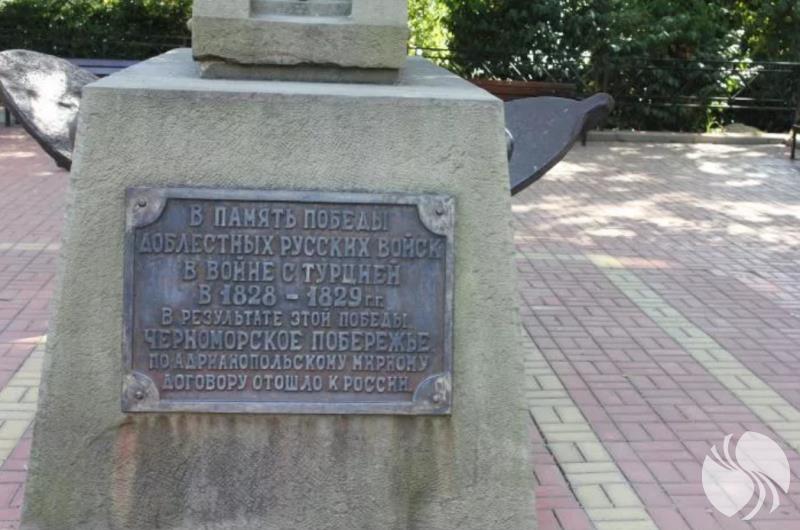 В ПАМЯТЬ ПОБЕДЫ
ДОБЛЕСТНЫХ РУССКИХ ВОЙСК
В ВОЙНЕ С ТУРЦИЕЙ
В 1828 - 1829 г.г.
В РЕЗУЛЬТАТЕ ЭТОЙ ПОБЕДЫ
ЧЕРНОМОРСКОЕ ПОБЕРЕЖЬЕ
ПО АДРИАНОПОЛЬСКОМУ МИРНОМУ
ДОГОВОРУ ОТОШЛО К РОССИИ.